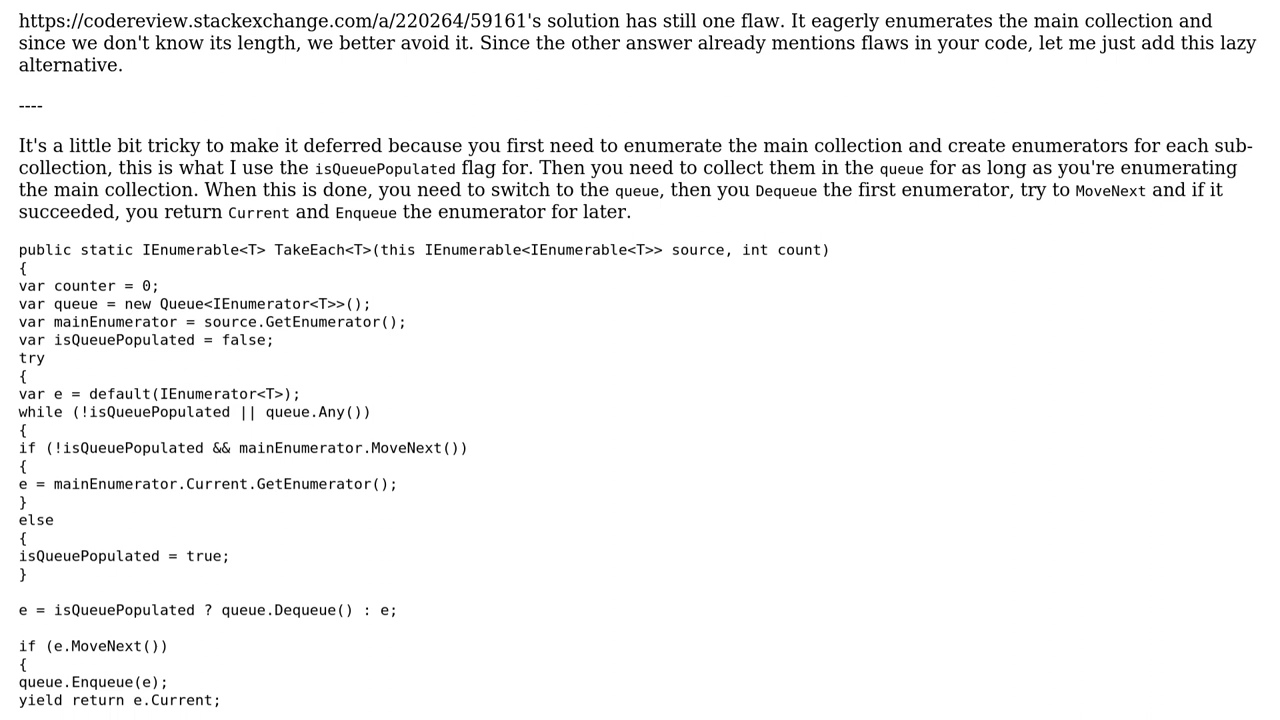 https://codereview.stackexchange.com/a/220264/59161's solution has still one flaw. It eagerly enumerates the main collection and
since we don't know its length, we better avoid it. Since the other answer already mentions flaws in your code, let me just add this lazy
alternative.
----
It's a little bit tricky to make it deferred because you first need to enumerate the main collection and create enumerators for each sub-
collection, this is what I use the isQueuePopulated flag for. Then you need to collect them in the queue for as long as you're enumerating
the main collection. When this is done, you need to switch to the queue, then you Dequeue the first enumerator, try to MoveNext and if it
succeeded, you return Current and Enqueue the enumerator for later.
public static IEnumerable<T> TakeEach<T>(this IEnumerable<IEnumerable<T>> source, int count)
{
var counter = 0;
var queue = new Queue<IEnumerator<T>>();
var mainEnumerator = source.GetEnumerator();
var isQueuePopulated = false;
try
{
var e = default(IEnumerator<T>);
while (!isQueuePopulated || queue.Any())
{
if (!isQueuePopulated && mainEnumerator.MoveNext())
{
e = mainEnumerator.Current.GetEnumerator();
}
else
{
isQueuePopulated = true;
}
e = isQueuePopulated ? queue.Dequeue() : e;
if (e.MoveNext())
{
queue.Enqueue(e);
yield return e.Current;